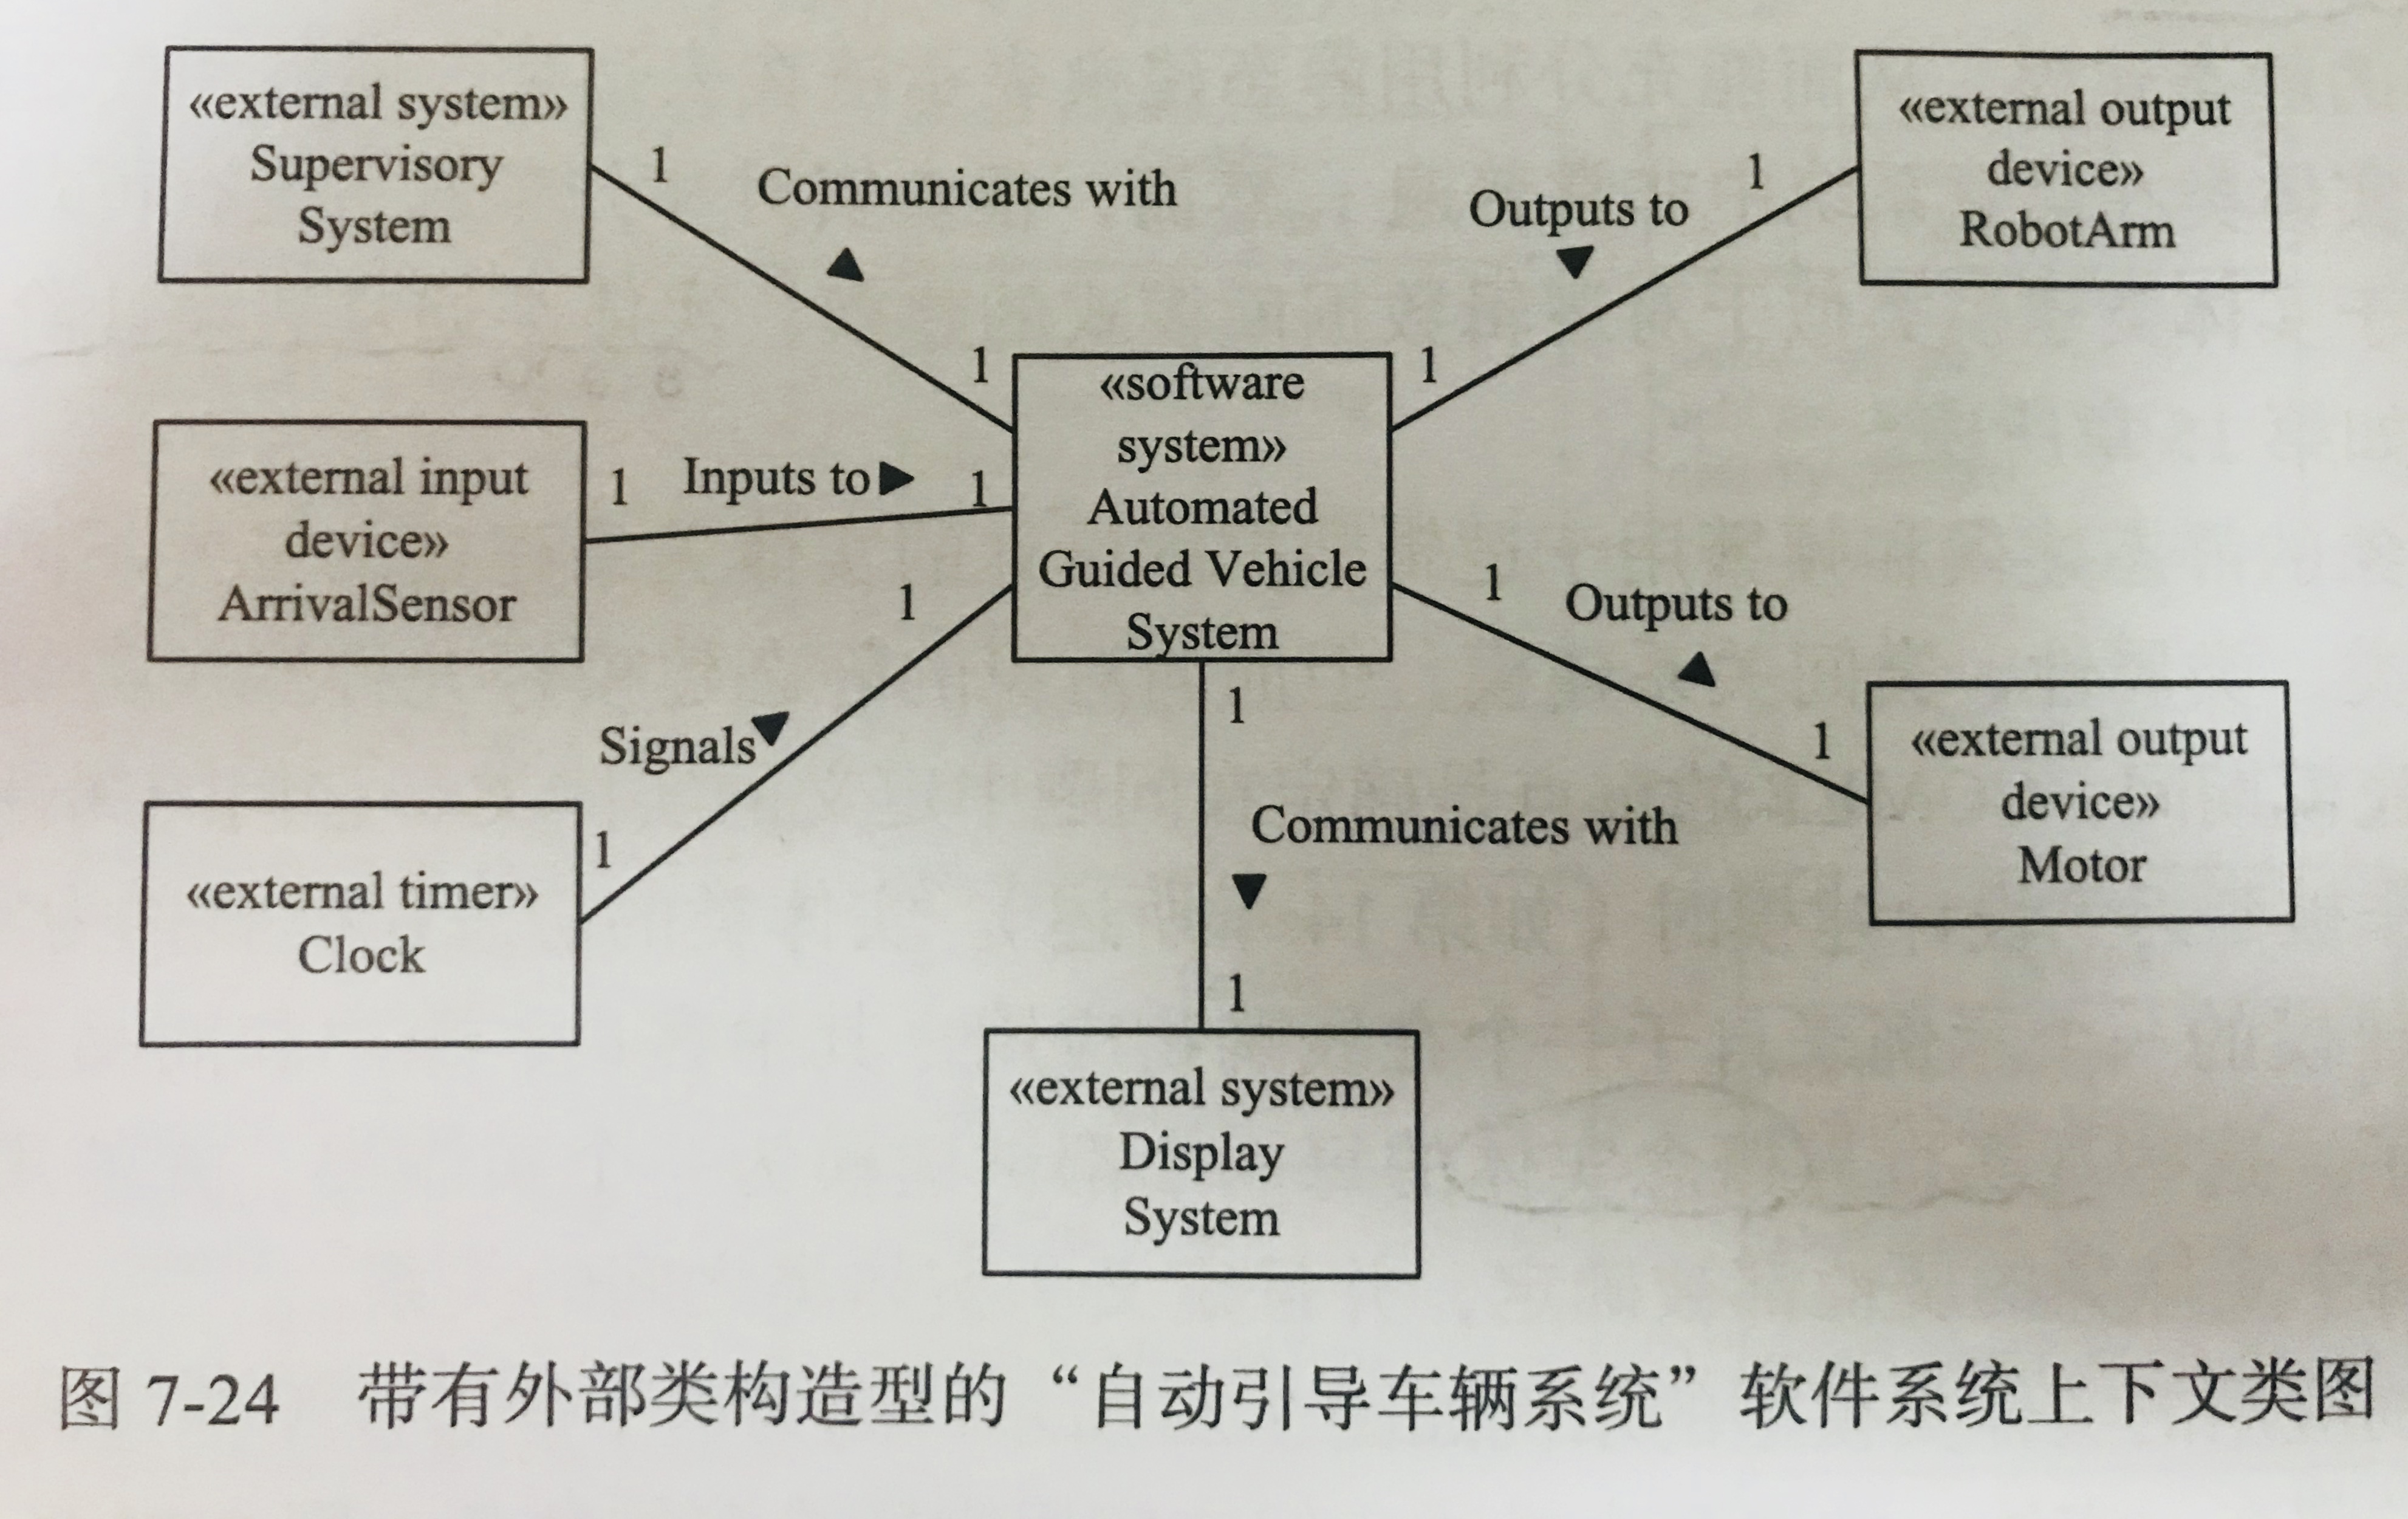 «external system»
Supervisory
System
1
Communicates with
1
«external output
device»
RobotArm
1
Outputs to
1
«software
system»
Automated
Guided Vehicle
System
«external input
device»
ArrivalSensor
1
Inputs to
1
1
Signals
1
«external timer»
Clock
1
Outputs to
1
«external output
device»
Motor
1
Communicates with
1
«external system»
Display
System
图 7-24 带有外部类构造型的“自动引导车辆系统”软件系统上下文类图